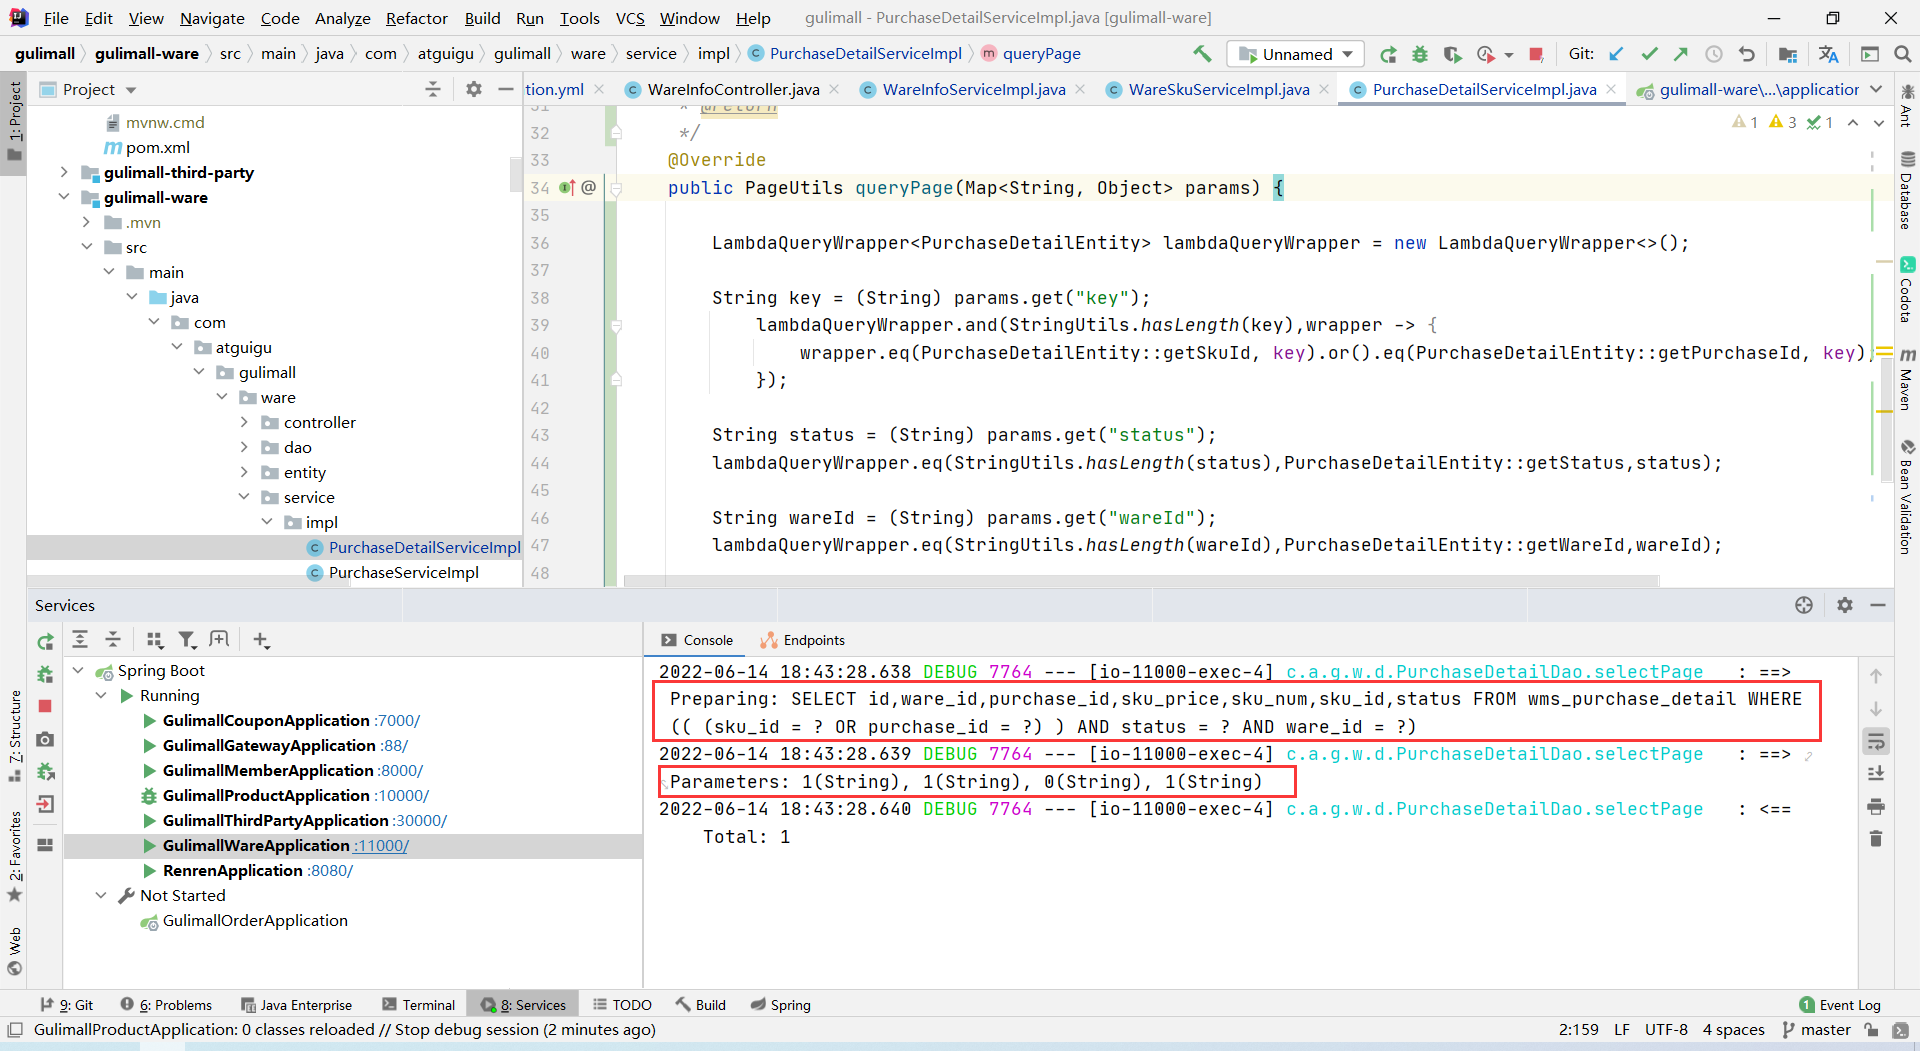 File Edit View Navigate Code Analyze Refactor Build Run Tools VCS Window Help gulimall - PurchaseDetailServiceImpl.java [gulimall-ware]
gulimall gulimall-ware src main java com atguigu gulimall ware service impl PurchaseDetailServiceImpl queryPage Unnamed Git:
Project tion.yml WareInfoController.java WareInfoServiceImpl.java WareSkuServiceImpl.java PurchaseDetailServiceImpl.java gulimall-ware\...\application
1: Project
mvnw.cmd
pom.xml
gulimall-third-party
gulimall-ware
.mvn
src
main
java
com
atguigu
gulimall
ware
controller
dao
entity
service
impl
PurchaseDetailServiceImpl
PurchaseServiceImpl
31 * @return
32 */
1 3 1
33 @Override
34 @ public PageUtils queryPage(Map<String, Object> params) {
35
36 LambdaQueryWrapper<PurchaseDetailEntity> lambdaQueryWrapper = new LambdaQueryWrapper<>();
37
38 String key = (String) params.get("key");
39 lambdaQueryWrapper.and(StringUtils.hasLength(key),wrapper -> {
40 wrapper.eq(PurchaseDetailEntity::getSkuId, key).or().eq(PurchaseDetailEntity::getPurchaseId, key);
41 });
42
43 String status = (String) params.get("status");
44 lambdaQueryWrapper.eq(StringUtils.hasLength(status),PurchaseDetailEntity::getStatus,status);
45
46 String wareId = (String) params.get("wareId");
47 lambdaQueryWrapper.eq(StringUtils.hasLength(wareId),PurchaseDetailEntity::getWareId,wareId);
48
Ant
Database
Codota
Maven
Bean Validation
Services
7: Structure
2: Favorites
Web
Spring Boot
Running
GulimallCouponApplication :7000/
GulimallGatewayApplication :88/
GulimallMemberApplication :8000/
GulimallProductApplication :10000/
GulimallThirdPartyApplication :30000/
GulimallWareApplication :11000/
RenrenApplication :8080/
Not Started
GulimallOrderApplication
Console Endpoints
2022-06-14 18:43:28.638 DEBUG 7764 --- [io-11000-exec-4] c.a.g.w.d.PurchaseDetailDao.selectPage : ==>
Preparing: SELECT id,ware_id,purchase_id,sku_price,sku_num,sku_id,status FROM wms_purchase_detail WHERE
(( (sku_id = ? OR purchase_id = ?) ) AND status = ? AND ware_id = ?)
2022-06-14 18:43:28.639 DEBUG 7764 --- [io-11000-exec-4] c.a.g.w.d.PurchaseDetailDao.selectPage : ==>
Parameters: 1(String), 1(String), 0(String), 1(String)
2022-06-14 18:43:28.640 DEBUG 7764 --- [io-11000-exec-4] c.a.g.w.d.PurchaseDetailDao.selectPage : <==
Total: 1
9: Git 6: Problems Java Enterprise Terminal 8: Services TODO Build Spring 1 Event Log
GulimallProductApplication: 0 classes reloaded // Stop debug session (2 minutes ago) 2:159 LF UTF-8 4 spaces master